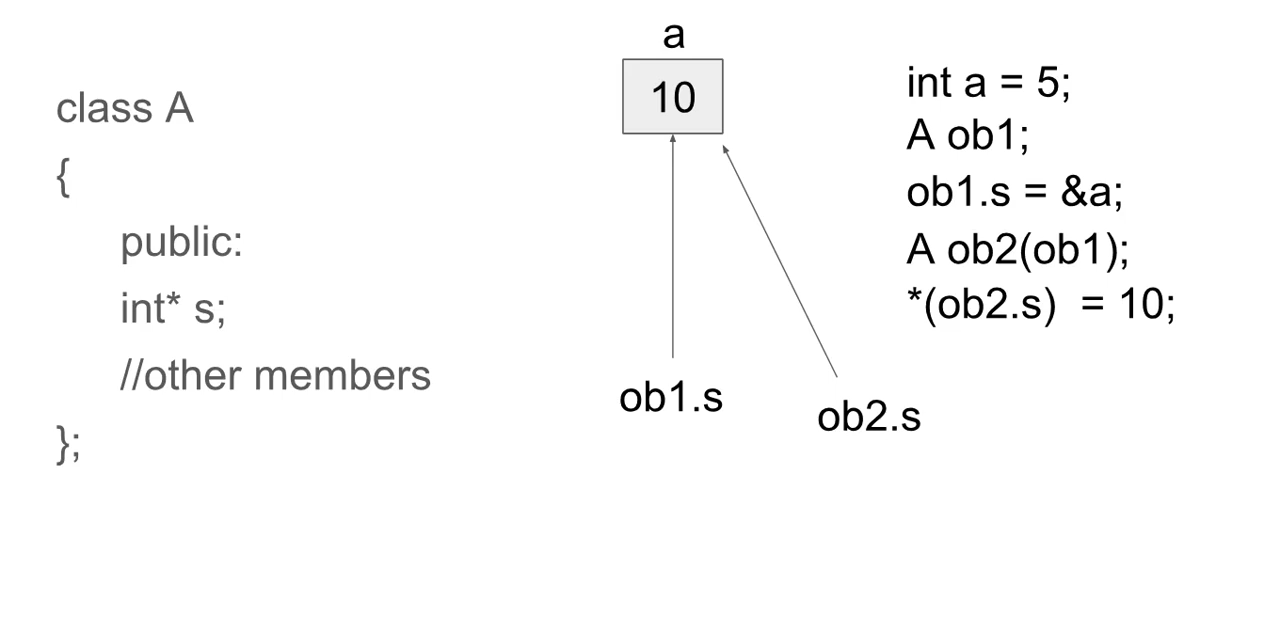 class A
{
public:
int* s;
//other members
};
a
10
ob1.s
ob2.s
int a = 5;
A ob1;
ob1.s = &a;
A ob2(ob1);
*(ob2.s)  = 10;